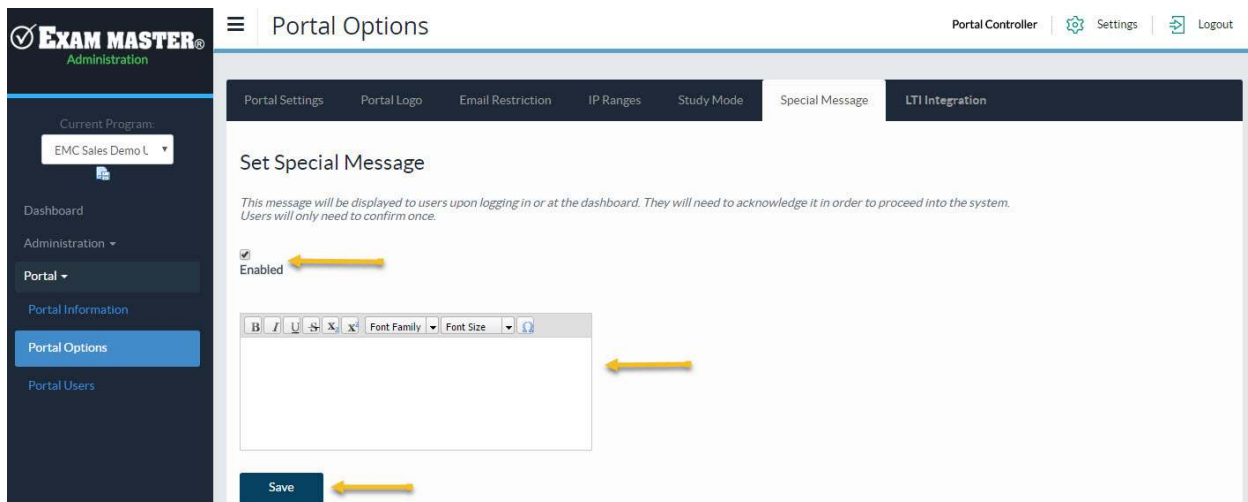 EXAM MASTER®
Administration
Portal Options
Portal Controller
Settings
Logout
Current Program:
EMC Sales Demo U
Dashboard
Administration
Portal
Portal Information
Portal Options
Portal Users
Portal Settings
Portal Logo
Email Restriction
IP Ranges
Study Mode
Special Message
LTI Integration
Set Special Message
This message will be displayed to users upon logging in or at the dashboard. They will need to acknowledge it in order to proceed into the system.
Users will only need to confirm once.
Enabled
B I U S X₂ X² Font Family Font Size Ω
Save